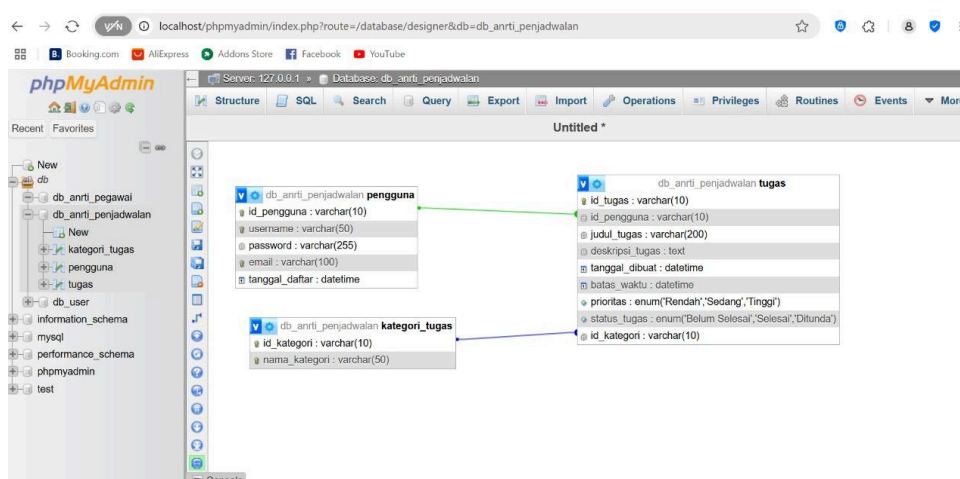 VPN localhost/phpmyadmin/index.php?route=/database/designer&db=db_anrti_penjadwalan
B. Booking.com AliExpress Addons Store Facebook YouTube
phpMyAdmin
Recent Favorites
New
db
db_anrti_pegawai
db_anrti_penjadwalan
New
kategori_tugas
pengguna
tugas
db_user
information_schema
mysql
performance_schema
phpmyadmin
test
Server: 127.0.0.1 » Database: db_anrti_penjadwalan
Structure SQL Search Query Export Import Operations Privileges Routines Events More
Untitled *
db_anrti_penjadwalan pengguna
id_pengguna : varchar(10)
username : varchar(50)
password : varchar(255)
email : varchar(100)
tanggal_daftar : datetime
db_anrti_penjadwalan kategori_tugas
id_kategori : varchar(10)
nama_kategori : varchar(50)
db_anrti_penjadwalan tugas
id_tugas : varchar(10)
id_pengguna : varchar(10)
judul_tugas : varchar(200)
deskripsi_tugas : text
tanggal_dibuat : datetime
batas_waktu : datetime
prioritas : enum('Rendah','Sedang','Tinggi')
status_tugas : enum('Belum Selesai','Selesai','Ditunda')
id_kategori : varchar(10)
Console